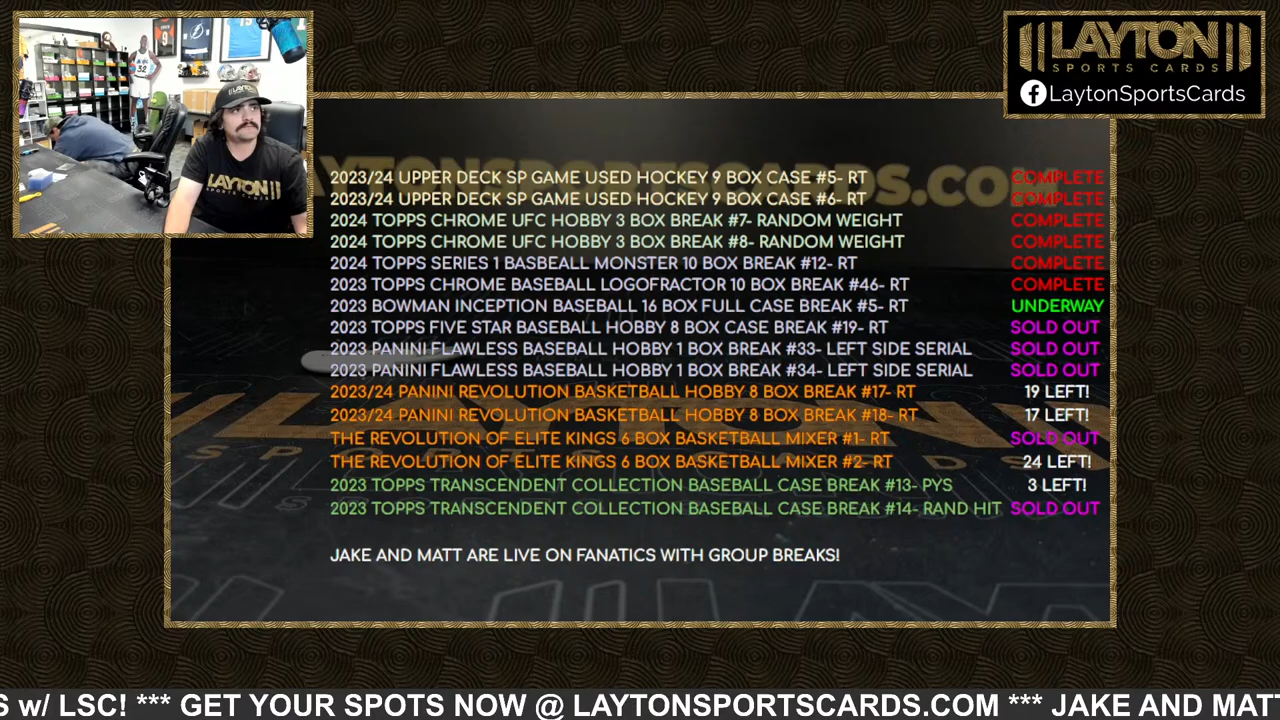 LAYTON
SPORTS CARDS
LaytonSportsCards
LAYTONSPORTSCARDS.COM
2023/24 UPPER DECK SP GAME USED HOCKEY 9 BOX CASE #5- RT COMPLETE
2023/24 UPPER DECK SP GAME USED HOCKEY 9 BOX CASE #6- RT COMPLETE
2024 TOPPS CHROME UFC HOBBY 3 BOX BREAK #7- RANDOM WEIGHT COMPLETE
2024 TOPPS CHROME UFC HOBBY 3 BOX BREAK #8- RANDOM WEIGHT COMPLETE
2024 TOPPS SERIES 1 BASBEALL MONSTER 10 BOX BREAK #12- RT COMPLETE
2023 TOPPS CHROME BASEBALL LOGOFRACTOR 10 BOX BREAK #46- RT COMPLETE
2023 BOWMAN INCEPTION BASEBALL 16 BOX FULL CASE BREAK #5- RT UNDERWAY
2023 TOPPS FIVE STAR BASEBALL HOBBY 8 BOX CASE BREAK #19- RT SOLD OUT
2023 PANINI FLAWLESS BASEBALL HOBBY 1 BOX BREAK #33- LEFT SIDE SERIAL SOLD OUT
2023 PANINI FLAWLESS BASEBALL HOBBY 1 BOX BREAK #34- LEFT SIDE SERIAL SOLD OUT
2023/24 PANINI REVOLUTION BASKETBALL HOBBY 8 BOX BREAK #17- RT 19 LEFT!
2023/24 PANINI REVOLUTION BASKETBALL HOBBY 8 BOX BREAK #18- RT 17 LEFT!
THE REVOLUTION OF ELITE KINGS 6 BOX BASKETBALL MIXER #1- RT SOLD OUT
THE REVOLUTION OF ELITE KINGS 6 BOX BASKETBALL MIXER #2- RT 24 LEFT!
2023 TOPPS TRANSCENDENT COLLECTION BASEBALL CASE BREAK #13- PYS 3 LEFT!
2023 TOPPS TRANSCENDENT COLLECTION BASEBALL CASE BREAK #14- RAND HIT SOLD OUT
JAKE AND MATT ARE LIVE ON FANATICS WITH GROUP BREAKS!
S w/ LSC! *** GET YOUR SPOTS NOW @ LAYTONSPORTSCARDS.COM *** JAKE AND MATT